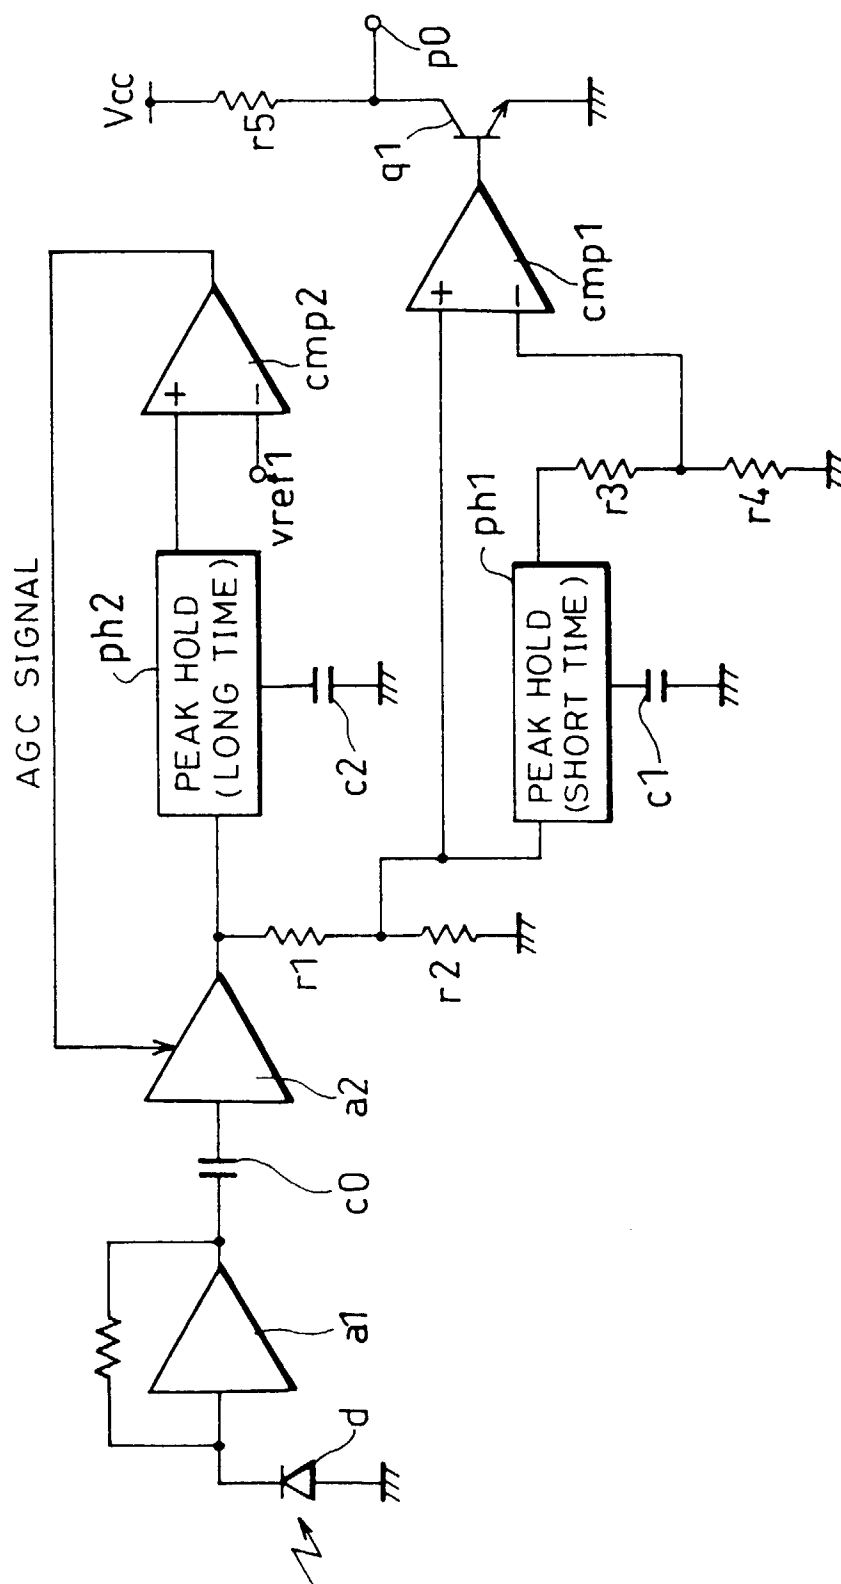 AGC SIGNAL
ph2
PEAK HOLD
(LONG TIME)
c2
cmp2
+
−
vref1
Vcc
r5
p0
q1
cmp1
+
−
r3
r4
ph1
PEAK HOLD
(SHORT TIME)
c1
r1
r2
a2
c0
a1
d